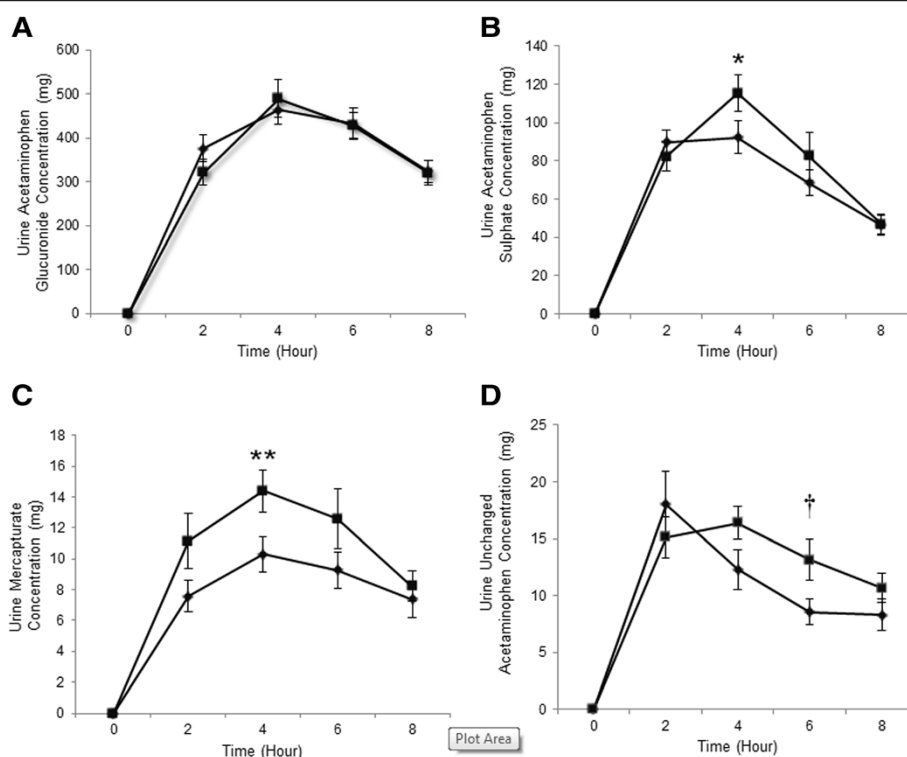 A
Urine Acetaminophen
Glucuronide Concentration (mg)
600
500
400
300
200
100
0
0 2 4 6 8
Time (Hour)
B
Urine Acetaminophen
Sulphate Concentration (mg)
140
120
100
80
60
40
20
0
*
0 2 4 6 8
Time (Hour)
C
Urine Mercapturate
Concentration (mg)
18
16
14
12
10
8
6
4
2
0
**
0 2 4 6 8
Time (Hour)
Plot Area
D
Urine Unchanged
Acetaminophen Concentration (mg)
25
20
15
10
5
0
†
0 2 4 6 8
Time (Hour)